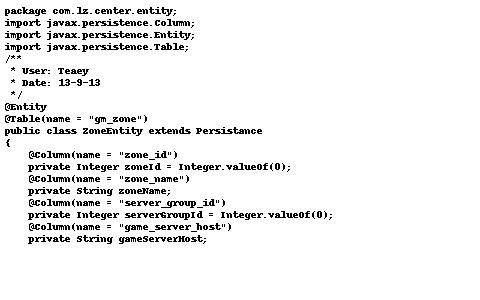 package com.lz.center.entity;
import javax.persistence.Column;
import javax.persistence.Entity;
import javax.persistence.Table;
/**
 * User: Teaey
 * Date: 13-9-13
 */
@Entity
@Table(name = "gm_zone")
public class ZoneEntity extends Persistance
{
    @Column(name = "zone_id")
    private Integer zoneId = Integer.valueOf(0);
    @Column(name = "zone_name")
    private String zoneName;
    @Column(name = "server_group_id")
    private Integer serverGroupId = Integer.valueOf(0);
    @Column(name = "game_server_host")
    private String gameServerHost;